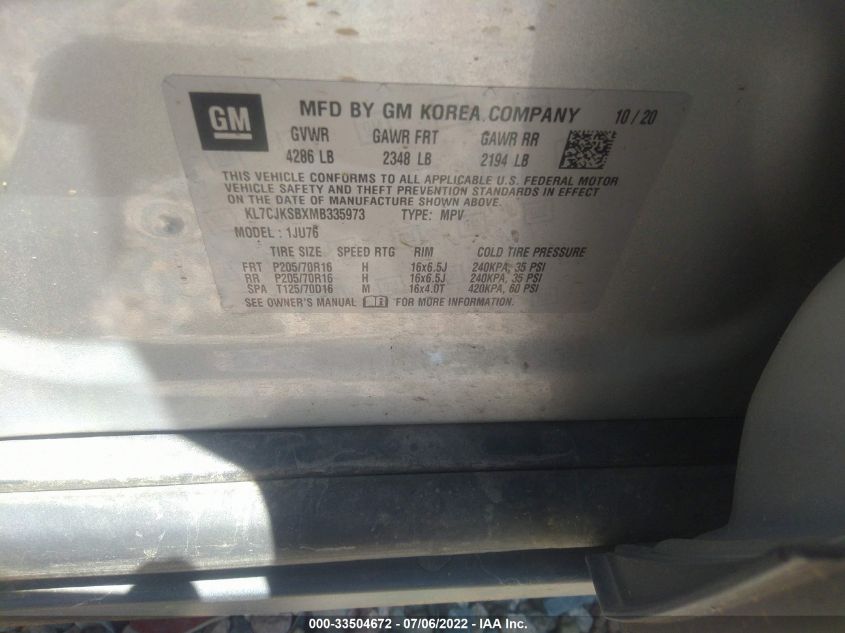 GM
MFD BY GM KOREA COMPANY 10/20
GVWR GAWR FRT GAWR RR
4286 LB 2348 LB 2194 LB
THIS VEHICLE CONFORMS TO ALL APPLICABLE U.S. FEDERAL MOTOR
VEHICLE SAFETY AND THEFT PREVENTION STANDARDS IN EFFECT
ON THE DATE OF MANUFACTURE SHOWN ABOVE.
KL7CJKSBXMB335973 TYPE: MPV
MODEL: 1JU76
TIRE SIZE SPEED RTG RIM COLD TIRE PRESSURE
FRT P205/70R16 H 16x6.5J 240KPA, 35 PSI
RR P205/70R16 H 16x6.5J 240KPA, 35 PSI
SPA T125/70D16 M 16x4.0T 420KPA, 60 PSI
SEE OWNER'S MANUAL FOR MORE INFORMATION.
000-33504672 - 07/06/2022 - IAA Inc.